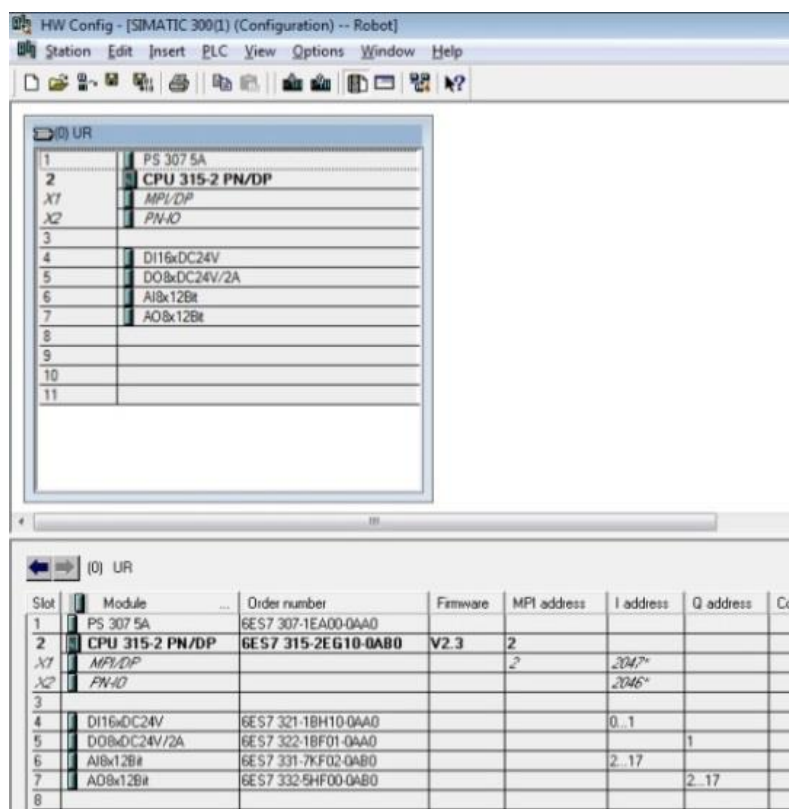 HW Config - [SIMATIC 300(1) (Configuration) -- Robot]
Station Edit Insert PLC View Options Window Help
(0) UR
1 PS 307 5A
2 CPU 315-2 PN/DP
X1 MPI/DP
X2 PN-IO
3
4 DI16xDC24V
5 DO8xDC24V/2A
6 AI8x12Bit
7 AO8x12Bit
8
9
10
11
(0) UR
Slot Module ... Order number Firmware MPI address I address Q address Co
1 PS 307 5A 6ES7 307-1EA00-0AA0
2 CPU 315-2 PN/DP 6ES7 315-2EG10-0AB0 V2.3 2
X1 MPI/DP 2 2047*
X2 PN-IO 2046*
3
4 DI16xDC24V 6ES7 321-1BH10-0AA0 0...1
5 DO8xDC24V/2A 6ES7 322-1BF01-0AA0 1
6 AI8x12Bit 6ES7 331-7KF02-0AB0 2...17
7 AO8x12Bit 6ES7 332-5HF00-0AB0 2...17
8